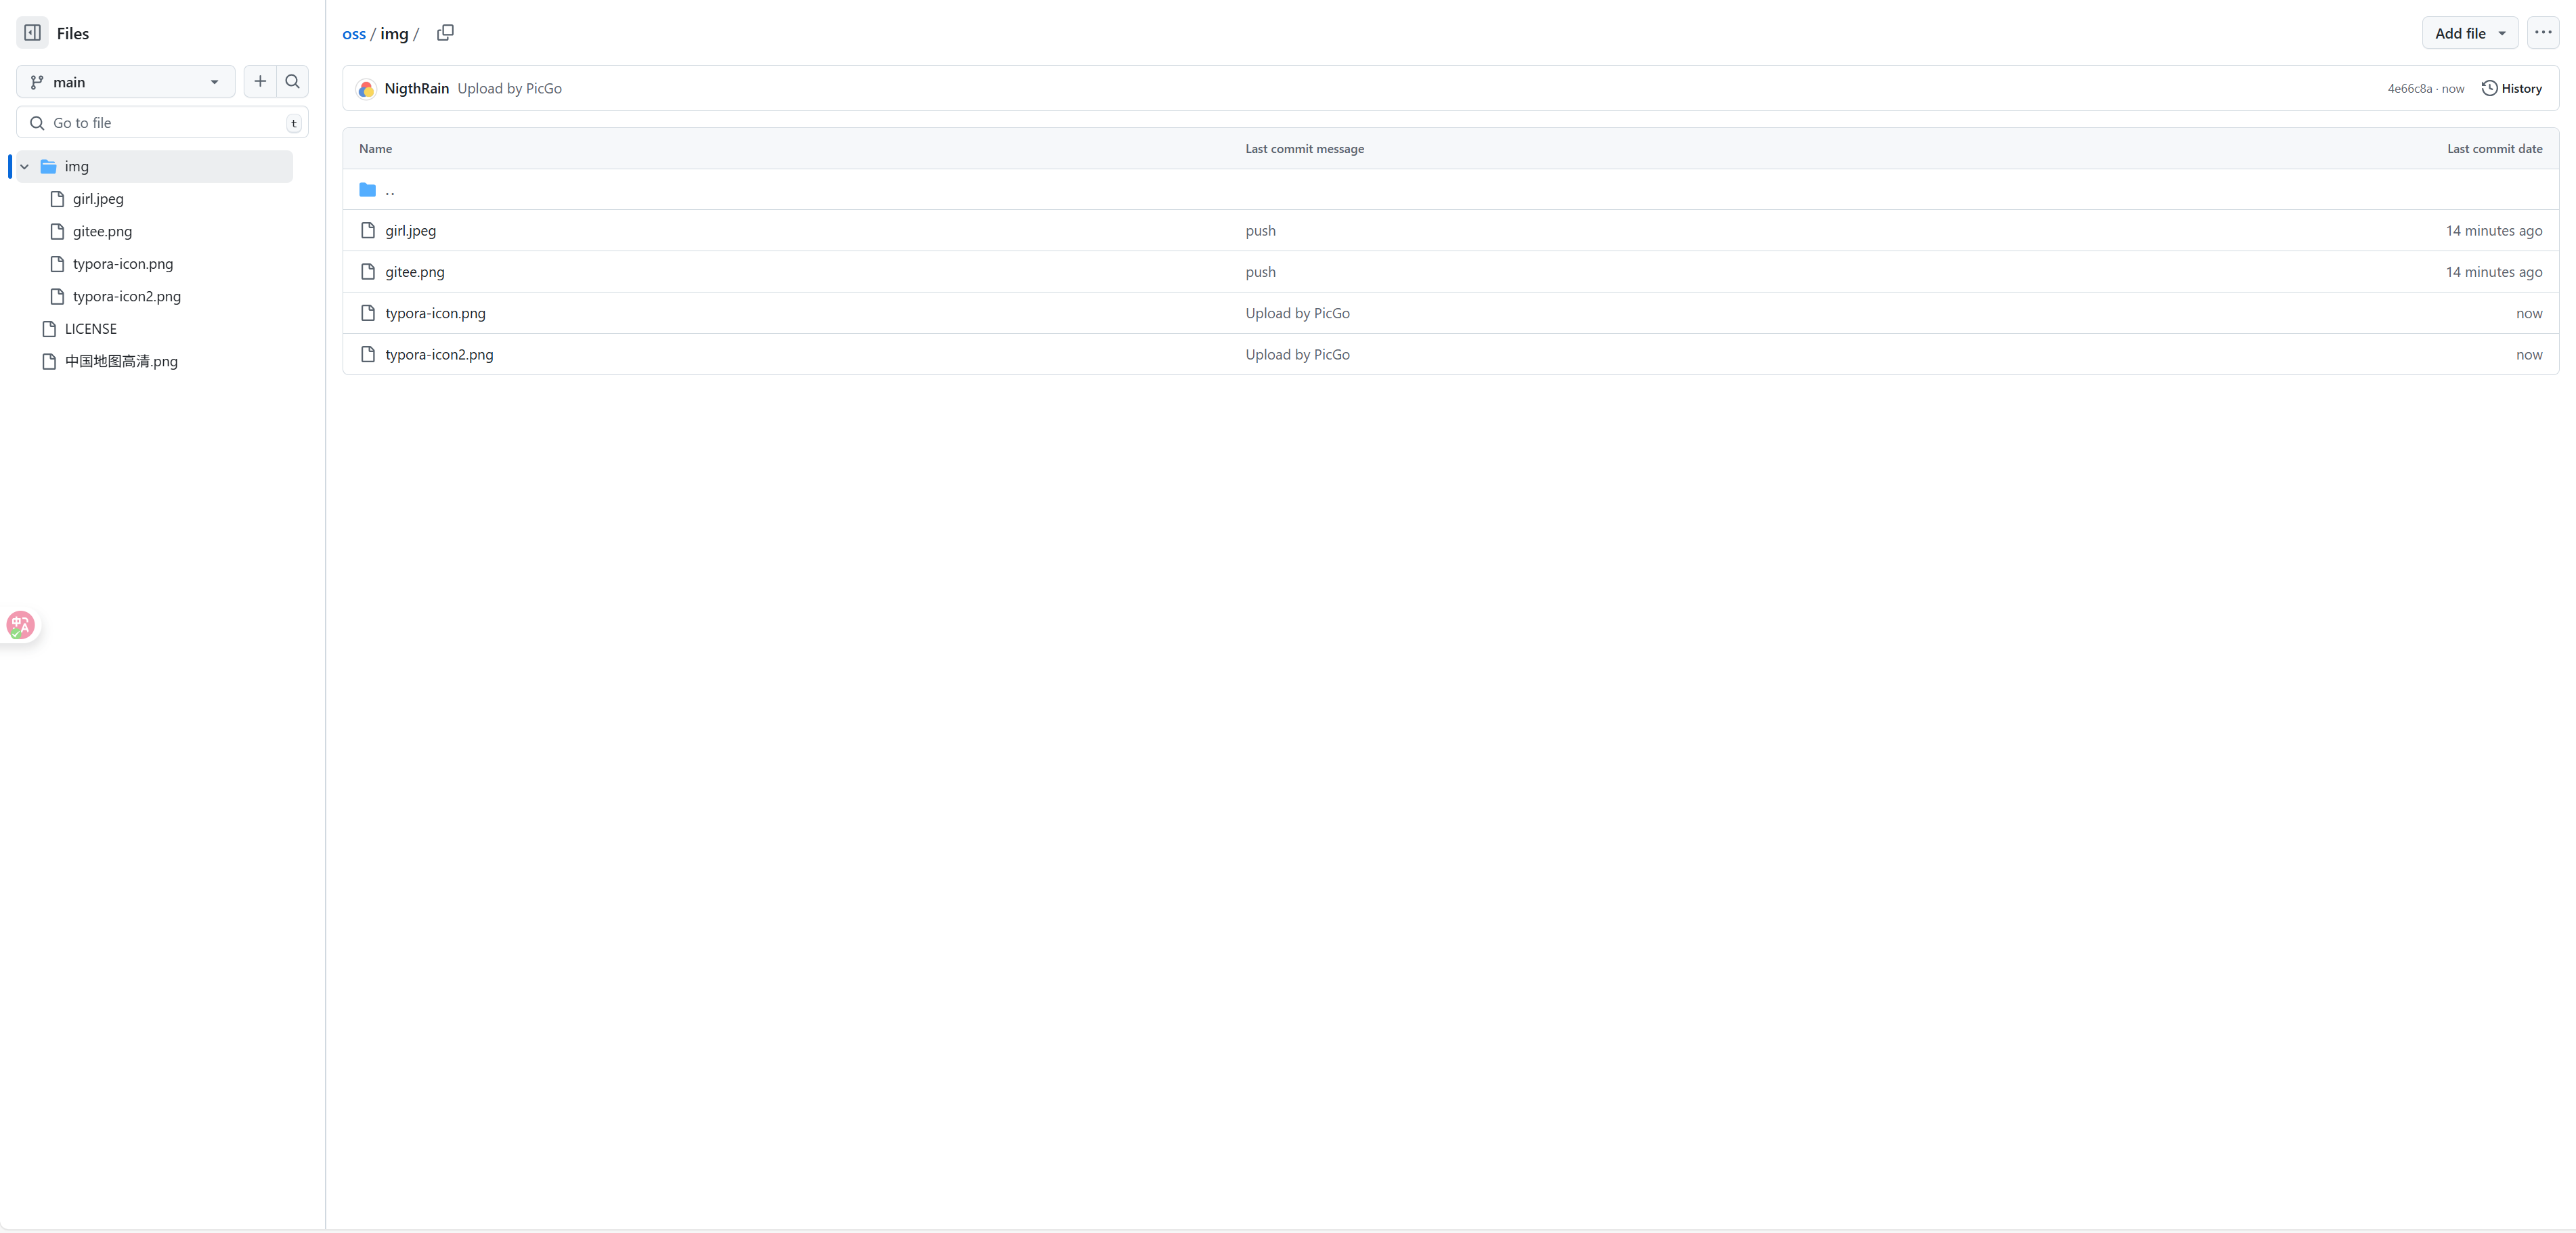 Files
main
Go to file
t
img
girl.jpeg
gitee.png
typora-icon.png
typora-icon2.png
LICENSE
中国地图高清.png
oss / img /
Add file
NigthRain Upload by PicGo
4e66c8a · now
History
Name Last commit message Last commit date
..
girl.jpeg push 14 minutes ago
gitee.png push 14 minutes ago
typora-icon.png Upload by PicGo now
typora-icon2.png Upload by PicGo now
中 A